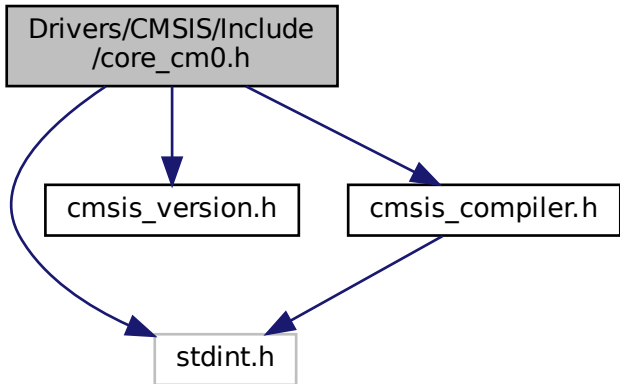 Drivers/CMSIS/Include
/core_cm0.h
cmsis_version.h
cmsis_compiler.h
stdint.h